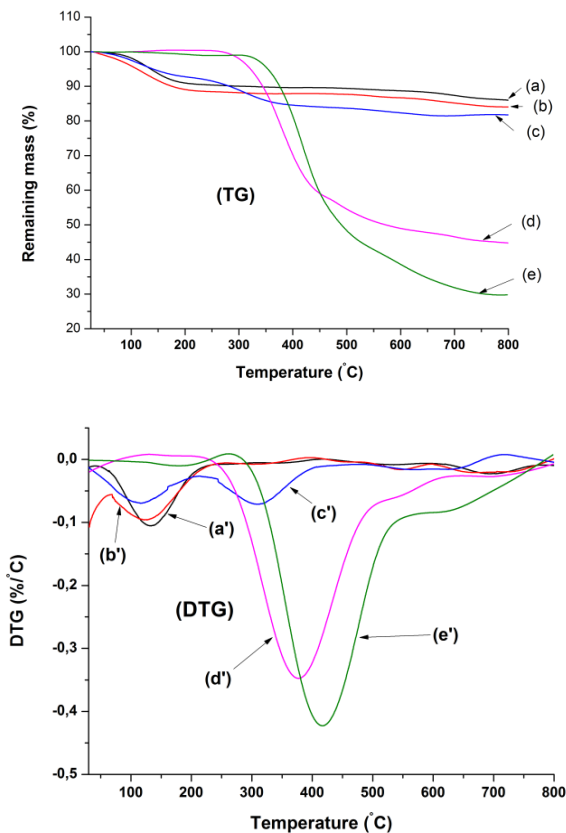 110
100
90
80
70
60
50
40
30
20
Remaining mass (%)
(TG)
(a)
(b)
(c)
(d)
(e)
100 200 300 400 500 600 700 800
Temperature (°C)
0,0
-0,1
-0,2
-0,3
-0,4
-0,5
DTG (%/°C)
(b')
(a')
(c')
(DTG)
(d')
(e')
100 200 300 400 500 600 700 800
Temperature (°C)